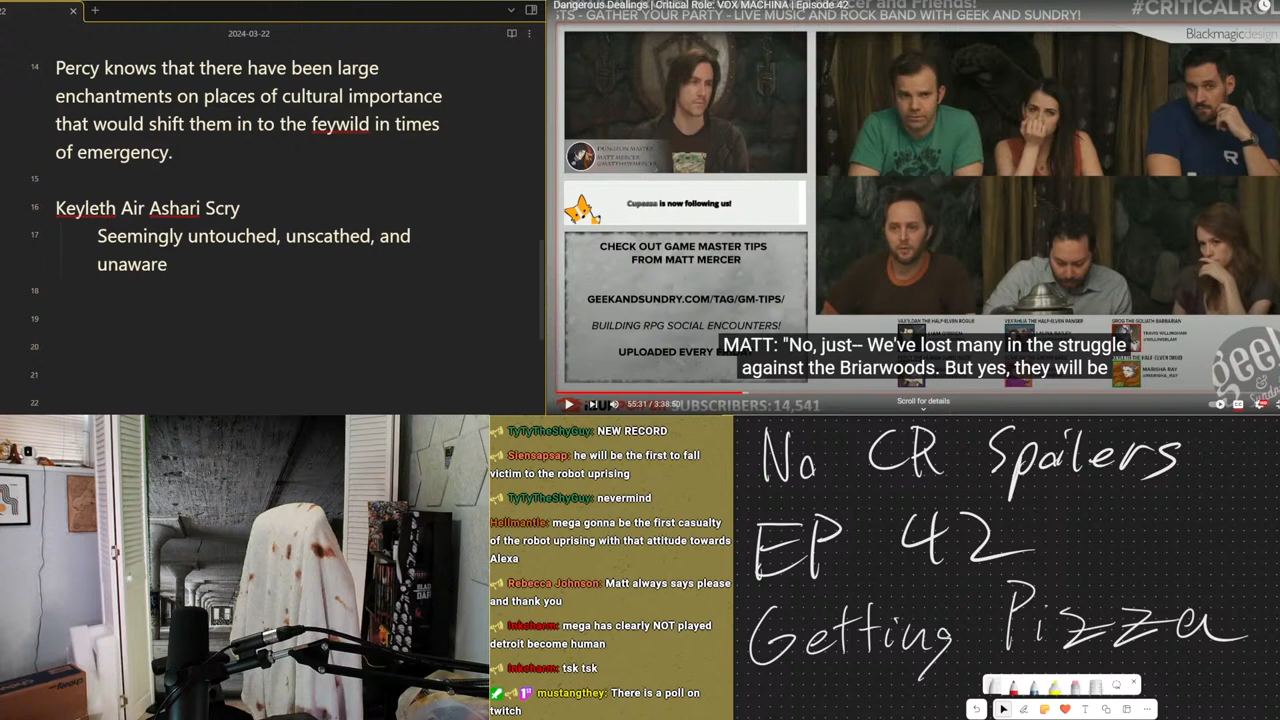 2024-03-22
14
Percy knows that there have been large
enchantments on places of cultural importance
that would shift them in to the feywild in times
of emergency.
15
16
Keyleth Air Ashari Scry
17
Seemingly untouched, unscathed, and
unaware
18
19
20
21
22
Dangerous Dealings | Critical Role: VOX MACHINA | Episode 42
TS - GATHER YOUR PARTY - LIVE MUSIC AND ROCK BAND WITH GEEK AND SUNDRY!
#CRITICALROL
Blackmagicdesign
DUNGEON MASTER
MATT MERCER
is now following us!
CHECK OUT GAME MASTER TIPS
FROM MATT MERCER
GEEKANDSUNDRY.COM/TAG/GM-TIPS/
BUILDING RPG SOCIAL ENCOUNTERS!
UPLOADED EVERY
MATT: "No, just-- We've lost many in the struggle
against the Briarwoods. But yes, they will be
55:31 / 3:38:50
SUBSCRIBERS: 14,541
Scroll for details
TyTyTheShyGuy: NEW RECORD
Slensapsap: he will be the first to fall
victim to the robot uprising
TyTyTheShyGuy: nevermind
Hellmantle: mega gonna be the first casualty
of the robot uprising with that attitude towards
Alexa
Rebecca Johnson: Matt always says please
and thank you
Inkoharm: mega has clearly NOT played
detroit become human
Inkoharm: tsk tsk
1st mustangthey: There is a poll on
twitch
No CR Spoilers
EP 42
Getting Pizza